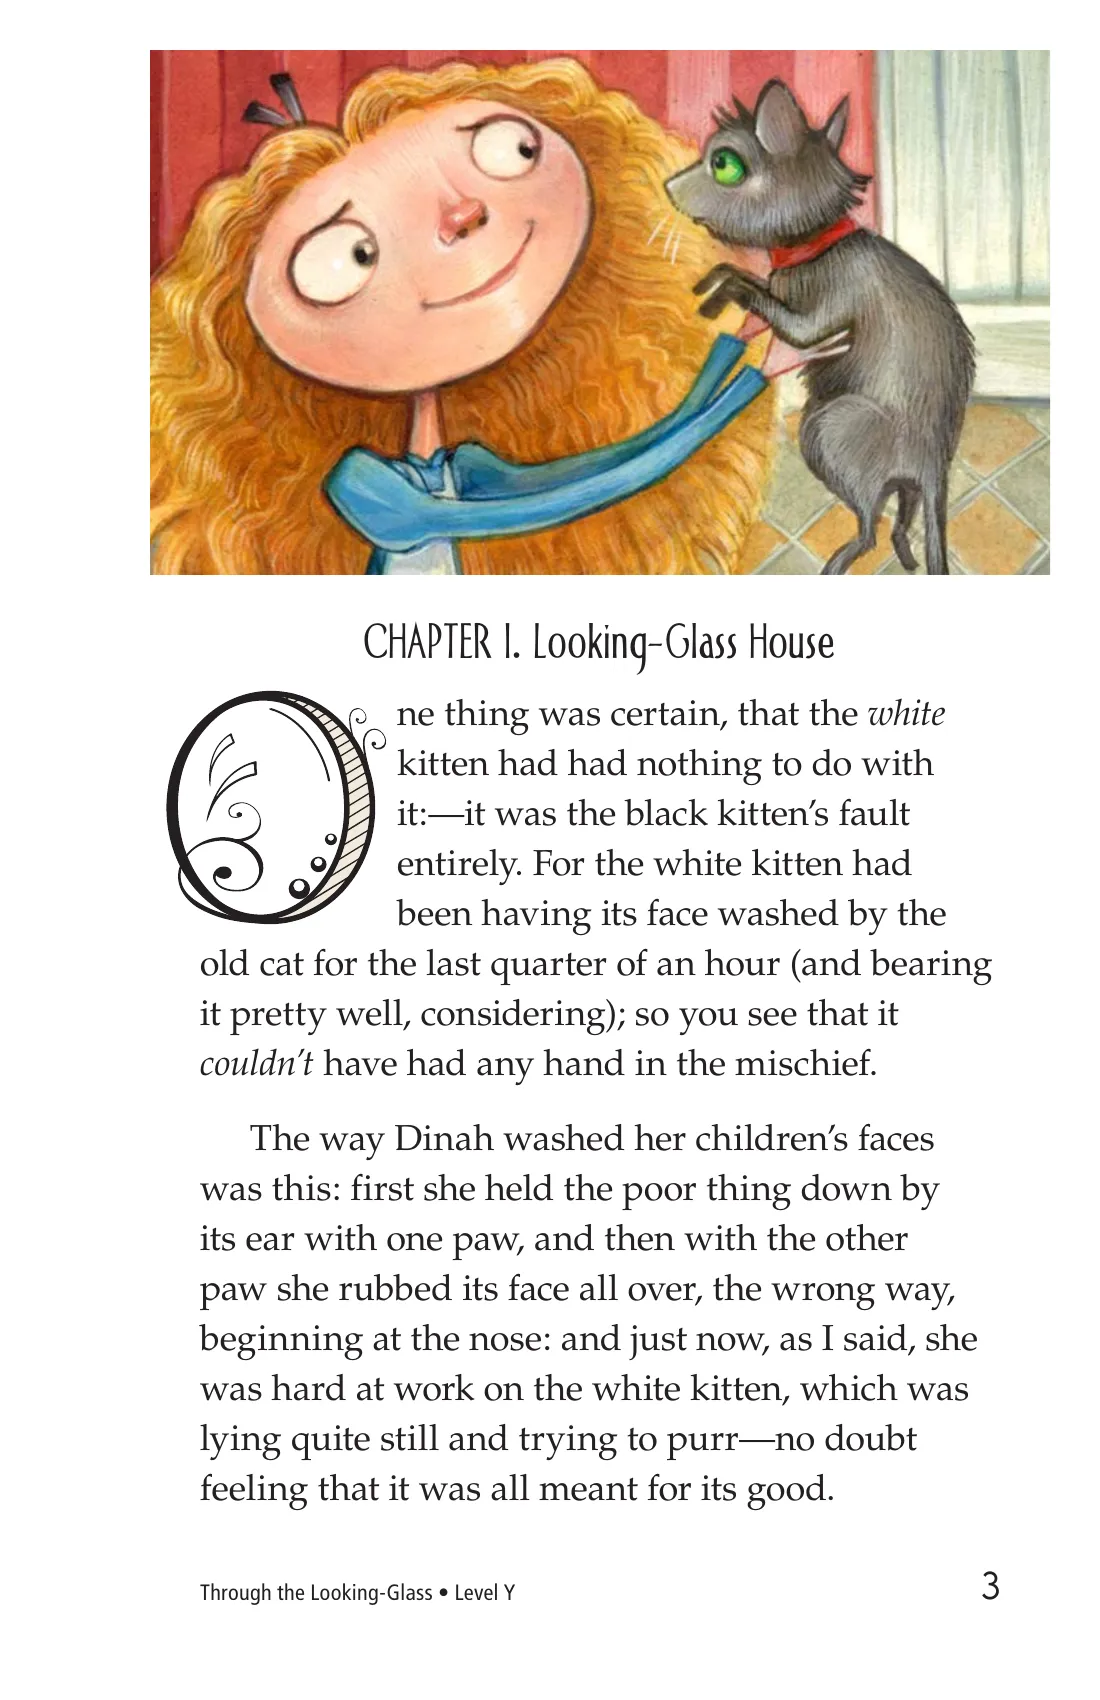 CHAPTER I. Looking-Glass House
One thing was certain, that the white
kitten had had nothing to do with
it:—it was the black kitten’s fault
entirely. For the white kitten had
been having its face washed by the
old cat for the last quarter of an hour (and bearing
it pretty well, considering); so you see that it
couldn’t have had any hand in the mischief.
The way Dinah washed her children’s faces
was this: first she held the poor thing down by
its ear with one paw, and then with the other
paw she rubbed its face all over, the wrong way,
beginning at the nose: and just now, as I said, she
was hard at work on the white kitten, which was
lying quite still and trying to purr—no doubt
feeling that it was all meant for its good.
Through the Looking-Glass • Level Y
3